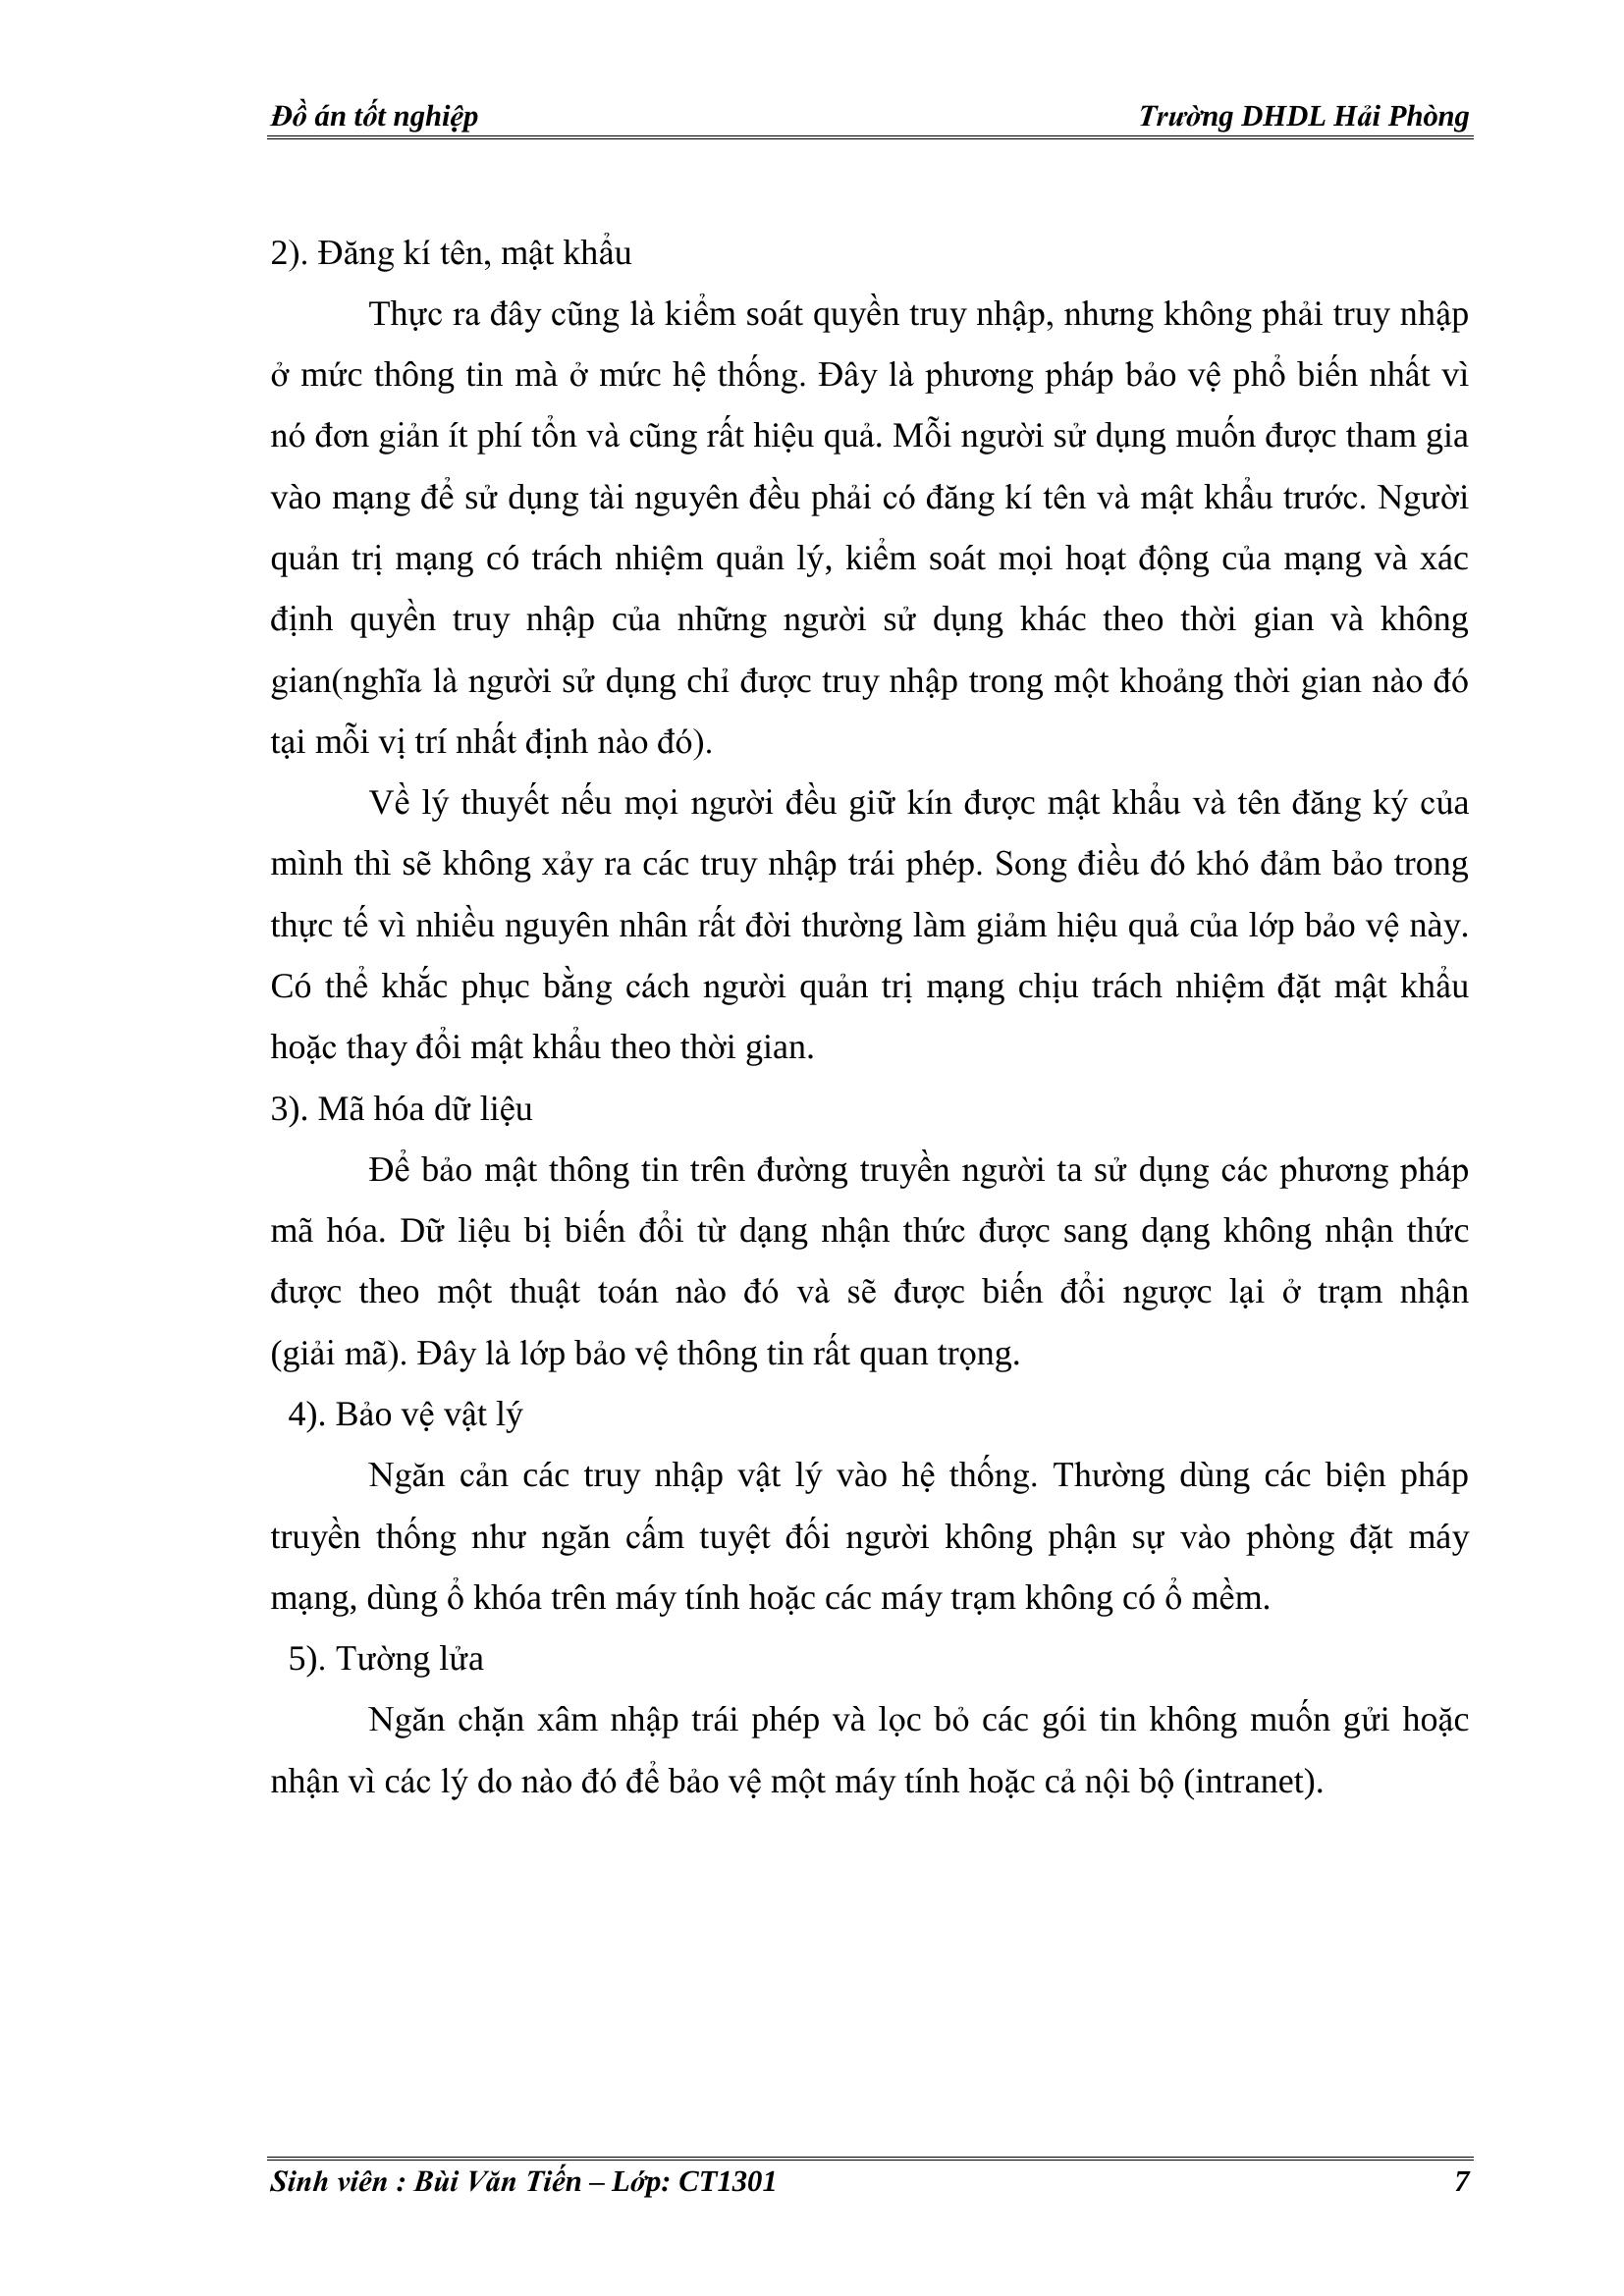 Đồ án tốt nghiệp Trường DHDL Hải Phòng
2). Đăng kí tên, mật khẩu
Thực ra đây cũng là kiểm soát quyền truy nhập, nhưng không phải truy nhập
ở mức thông tin mà ở mức hệ thống. Đây là phương pháp bảo vệ phổ biến nhất vì
nó đơn giản ít phí tổn và cũng rất hiệu quả. Mỗi người sử dụng muốn được tham gia
vào mạng để sử dụng tài nguyên đều phải có đăng kí tên và mật khẩu trước. Người
quản trị mạng có trách nhiệm quản lý, kiểm soát mọi hoạt động của mạng và xác
định quyền truy nhập của những người sử dụng khác theo thời gian và không
gian(nghĩa là người sử dụng chỉ được truy nhập trong một khoảng thời gian nào đó
tại mỗi vị trí nhất định nào đó).
Về lý thuyết nếu mọi người đều giữ kín được mật khẩu và tên đăng ký của
mình thì sẽ không xảy ra các truy nhập trái phép. Song điều đó khó đảm bảo trong
thực tế vì nhiều nguyên nhân rất đời thường làm giảm hiệu quả của lớp bảo vệ này.
Có thể khắc phục bằng cách người quản trị mạng chịu trách nhiệm đặt mật khẩu
hoặc thay đổi mật khẩu theo thời gian.
3). Mã hóa dữ liệu
Để bảo mật thông tin trên đường truyền người ta sử dụng các phương pháp
mã hóa. Dữ liệu bị biến đổi từ dạng nhận thức được sang dạng không nhận thức
được theo một thuật toán nào đó và sẽ được biến đổi ngược lại ở trạm nhận
(giải mã). Đây là lớp bảo vệ thông tin rất quan trọng.
4). Bảo vệ vật lý
Ngăn cản các truy nhập vật lý vào hệ thống. Thường dùng các biện pháp
truyền thống như ngăn cấm tuyệt đối người không phận sự vào phòng đặt máy
mạng, dùng ổ khóa trên máy tính hoặc các máy trạm không có ổ mềm.
5). Tường lửa
Ngăn chặn xâm nhập trái phép và lọc bỏ các gói tin không muốn gửi hoặc
nhận vì các lý do nào đó để bảo vệ một máy tính hoặc cả nội bộ (intranet).
Sinh viên : Bùi Văn Tiến – Lớp: CT1301 7